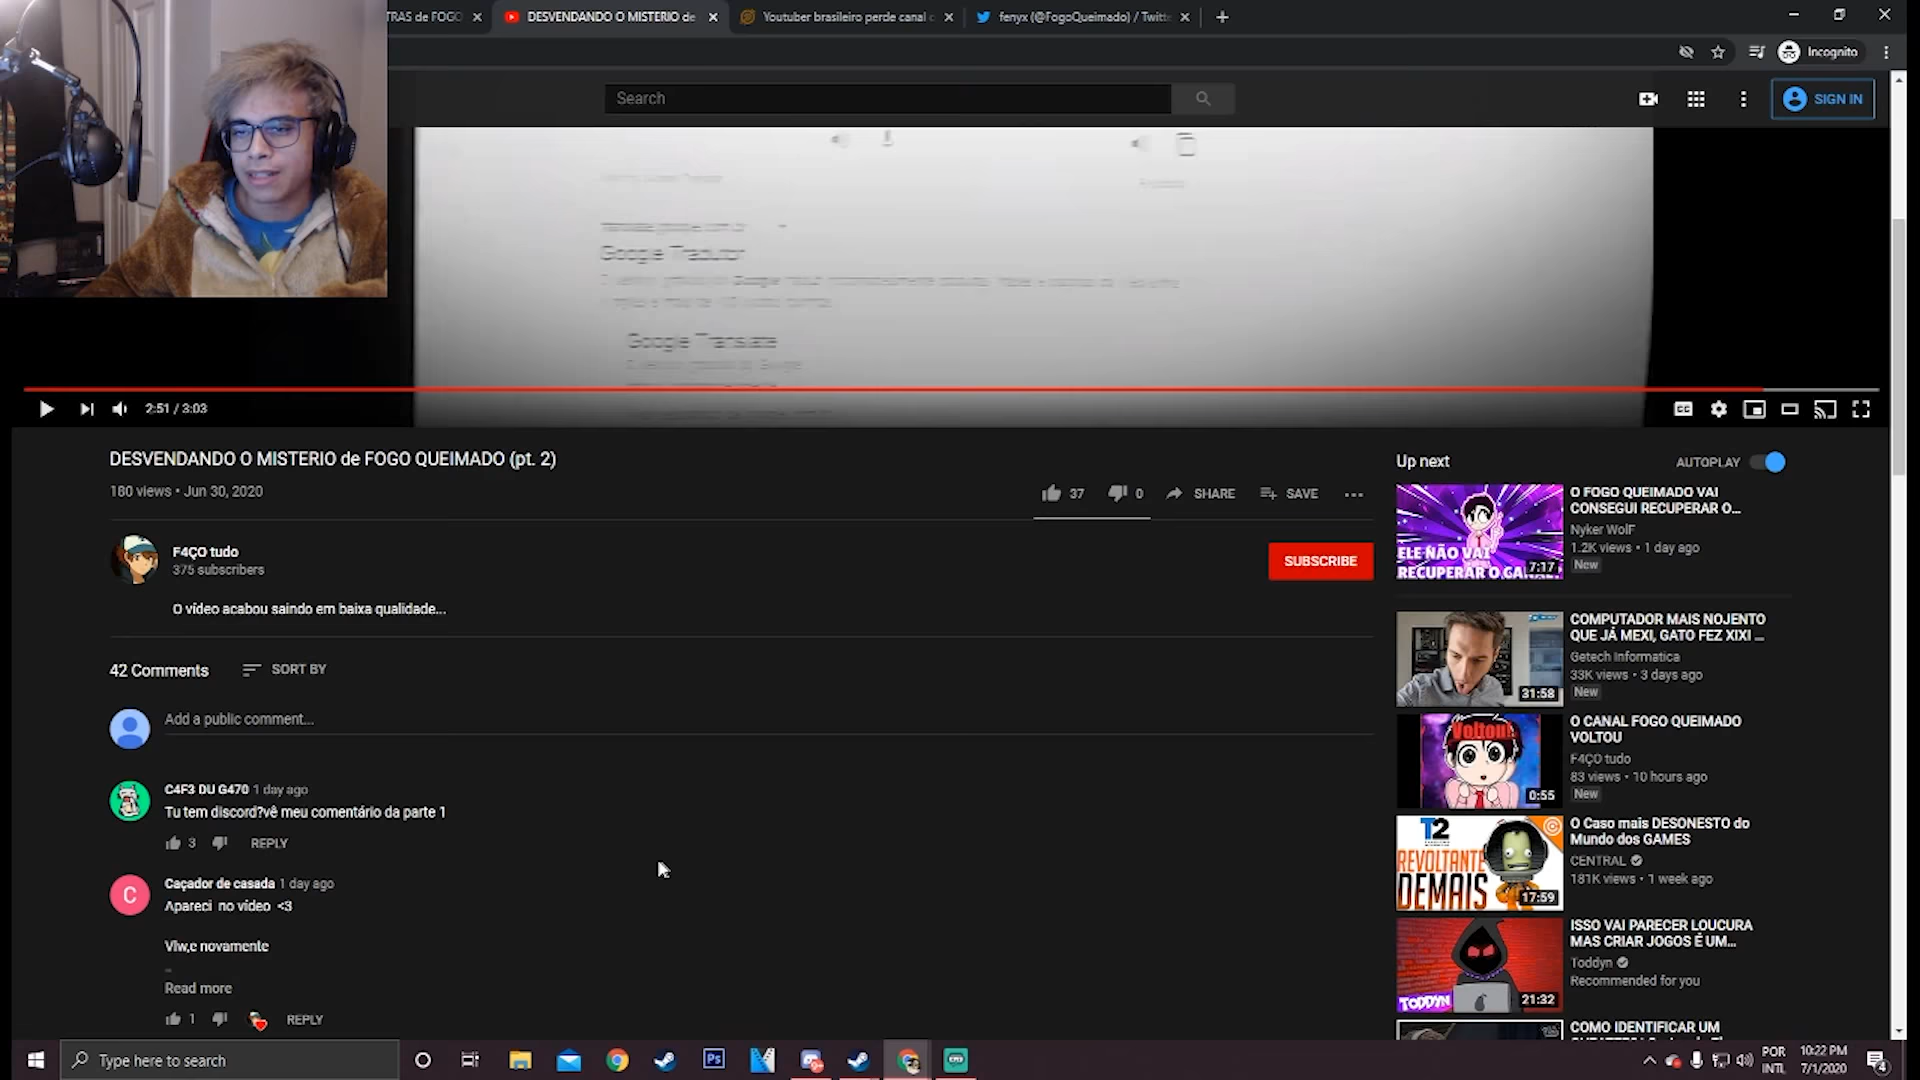 TRAS de FOGO
DESVENDANDO O MISTERIO de
Youtuber brasileiro perde canal c
fenyx (@FogoQueimado) / Twitte
Incognito
Search
SIGN IN
Google Tradutor
Google Translate
2:51 / 3:03
DESVENDANDO O MISTERIO de FOGO QUEIMADO (pt. 2)
180 views • Jun 30, 2020
37
0
SHARE
SAVE
F4ÇO tudo
375 subscribers
SUBSCRIBE
O vídeo acabou saindo em baixa qualidade...
42 Comments
SORT BY
Add a public comment...
C4F3 DU G470 1 day ago
Tu tem discord?vê meu comentário da parte 1
3
REPLY
C
Caçador de casada 1 day ago
Apareci no vídeo <3
Vlw,e novamente
Read more
1
REPLY
Up next
AUTOPLAY
ELE NÃO VAI
RECUPERAR O CANAL
7:17
O FOGO QUEIMADO VAI
CONSEGUI RECUPERAR O...
Nyker WolF
1.2K views • 1 day ago
New
31:58
COMPUTADOR MAIS NOJENTO
QUE JÁ MEXI, GATO FEZ XIXI ...
Getech Informatica
33K views • 3 days ago
New
Voltou!
0:55
O CANAL FOGO QUEIMADO
VOLTOU
F4ÇO tudo
83 views • 10 hours ago
New
T2
REVOLTANTE
DEMAIS
17:59
O Caso mais DESONESTO do
Mundo dos GAMES
CENTRAL
181K views • 1 week ago
TODDYN
21:32
ISSO VAI PARECER LOUCURA
MAS CRIAR JOGOS É UM...
Toddyn
Recommended for you
COMO IDENTIFICAR UM
Type here to search
Ps
POR
INTL
10:22 PM
7/1/2020
4